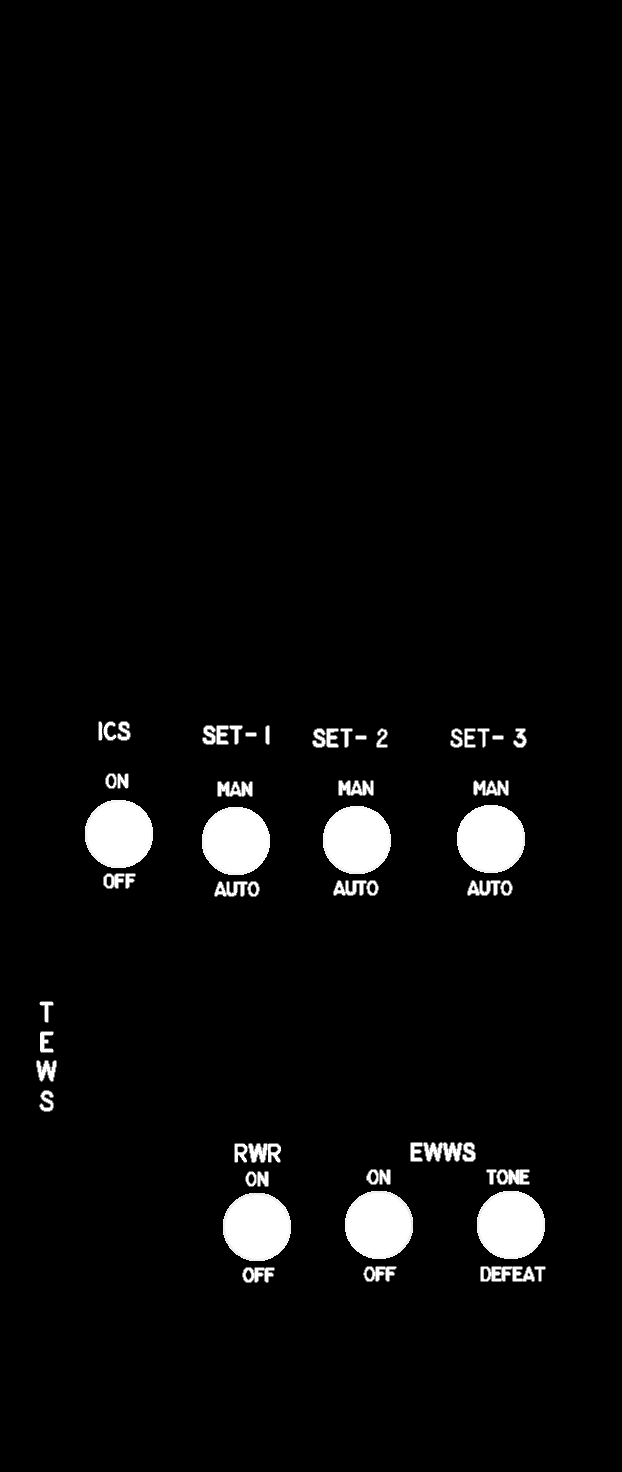 ICS SET-1 SET- 2 SET- 3
ON MAN MAN MAN
OFF AUTO AUTO AUTO
TEWS
RWR EWWS
ON ON TONE
OFF OFF DEFEAT